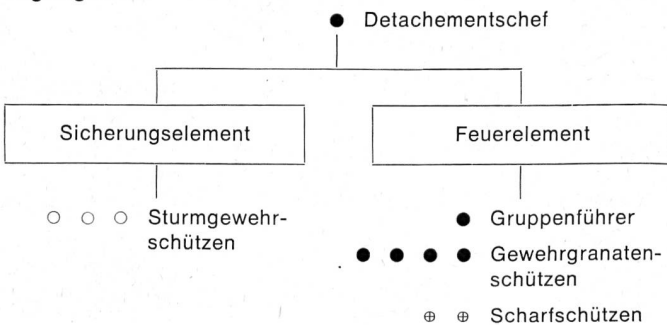 Detachementschef
Sicherungselement
Feuerelement
Sturmgewehr-
schützen
Gruppenführer
Gewehrgranaten-
schützen
Scharfschützen